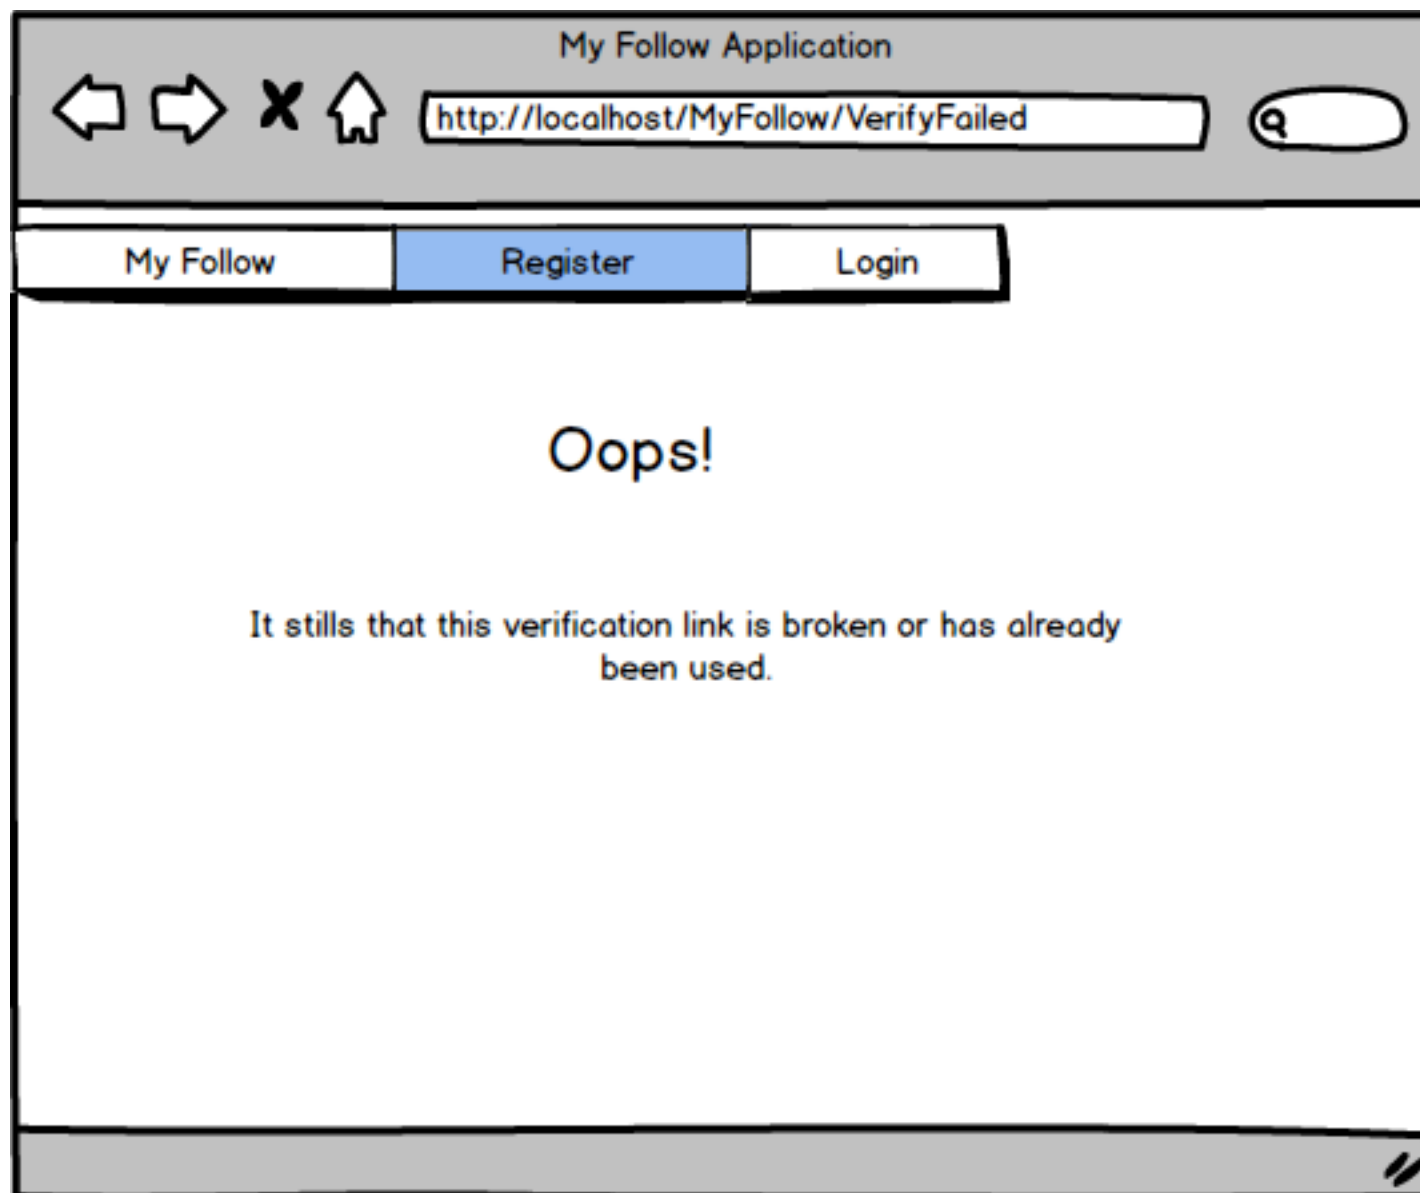 My Follow Application
http://localhost/MyFollow/VerifyFailed
My Follow
Register
Login
Oops!
It stills that this verification link is broken or has already
been used.